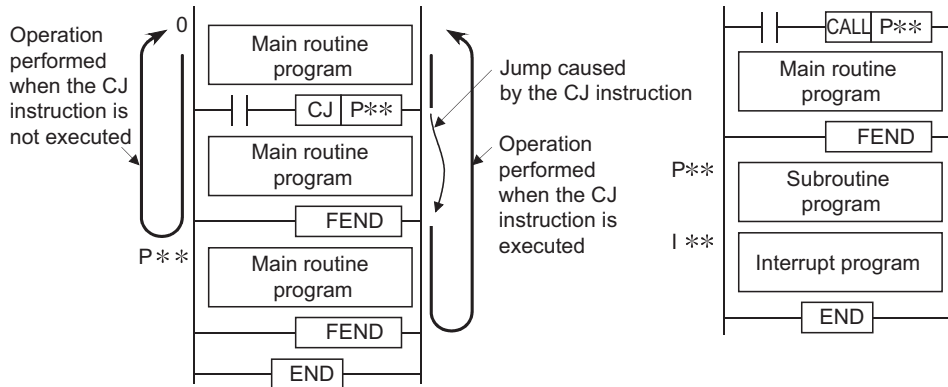 Operation
performed
when the CJ
instruction is
not executed
0
Main routine
program
CJ P**
Main routine
program
FEND
P**
Main routine
program
FEND
END
Jump caused
by the CJ instruction
Operation
performed
when the CJ
instruction is
executed
CALL P**
Main routine
program
FEND
P**
Subroutine
program
I **
Interrupt program
END